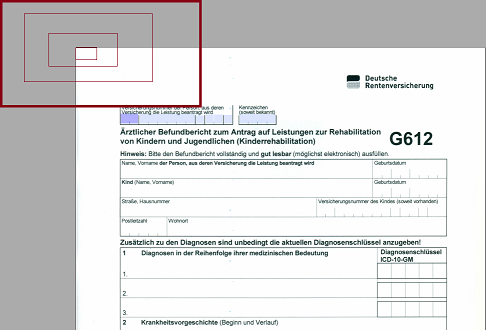 Deutsche
Rentenversicherung
Versicherungsnummer der Person, aus deren
Versicherung die Leistung beantragt wird
Kennzeichen
(soweit bekannt)
Ärztlicher Befundbericht zum Antrag auf Leistungen zur Rehabilitation
von Kindern und Jugendlichen (Kinderrehabilitation)
G612
Hinweis: Bitte den Befundbericht vollständig und gut lesbar (möglichst elektronisch) ausfüllen.
Name, Vorname der Person, aus deren Versicherung die Leistung beantragt wird
Geburtsdatum
Kind (Name, Vorname)
Geburtsdatum
Straße, Hausnummer
Versicherungsnummer des Kindes (soweit vorhanden)
Postleitzahl
Wohnort
Zusätzlich zu den Diagnosen sind unbedingt die aktuellen Diagnosenschlüssel anzugeben!
1 Diagnosen in der Reihenfolge ihrer medizinischen Bedeutung
Diagnosenschlüssel
ICD-10-GM
1.
2.
3.
2 Krankheitsvorgeschichte (Beginn und Verlauf)